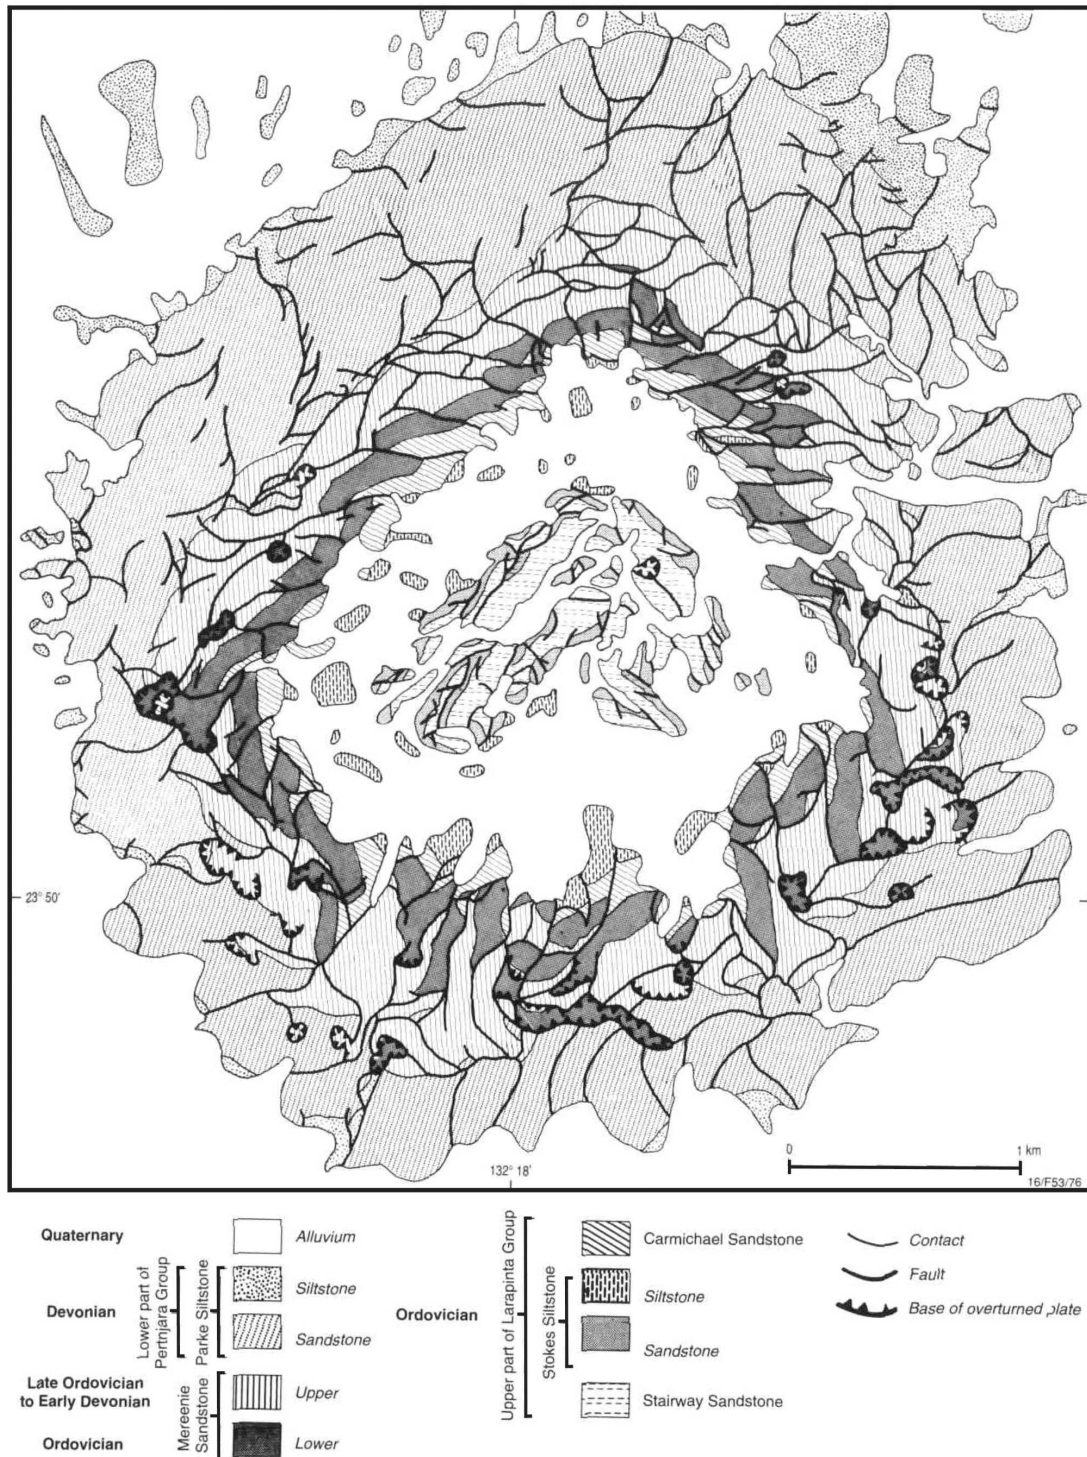 23° 50'
132° 18'
0 1 km
16/F53/76
Quaternary
Alluvium
Devonian
Lower part of
Pertnjara Group
Parke Siltstone
Siltstone
Sandstone
Late Ordovician
to Early Devonian
Mereenie
Sandstone
Upper
Ordovician
Lower
Ordovician
Upper part of Larapinta Group
Carmichael Sandstone
Stokes Siltstone
Siltstone
Sandstone
Stairway Sandstone
Contact
Fault
Base of overturned plate